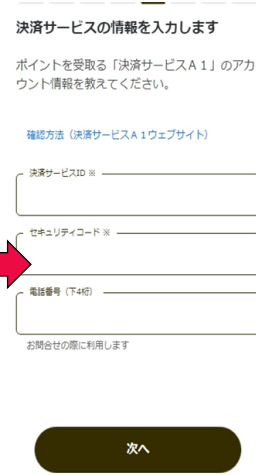 決済サービスの情報を入力します
ポイントを受取る「決済サービスA1」のアカ
ウント情報を教えてください。
確認方法（決済サービスA1ウェブサイト）
決済サービスID ※
セキュリティコード ※
電話番号（下4桁）
お問合せの際に利用します
次へ